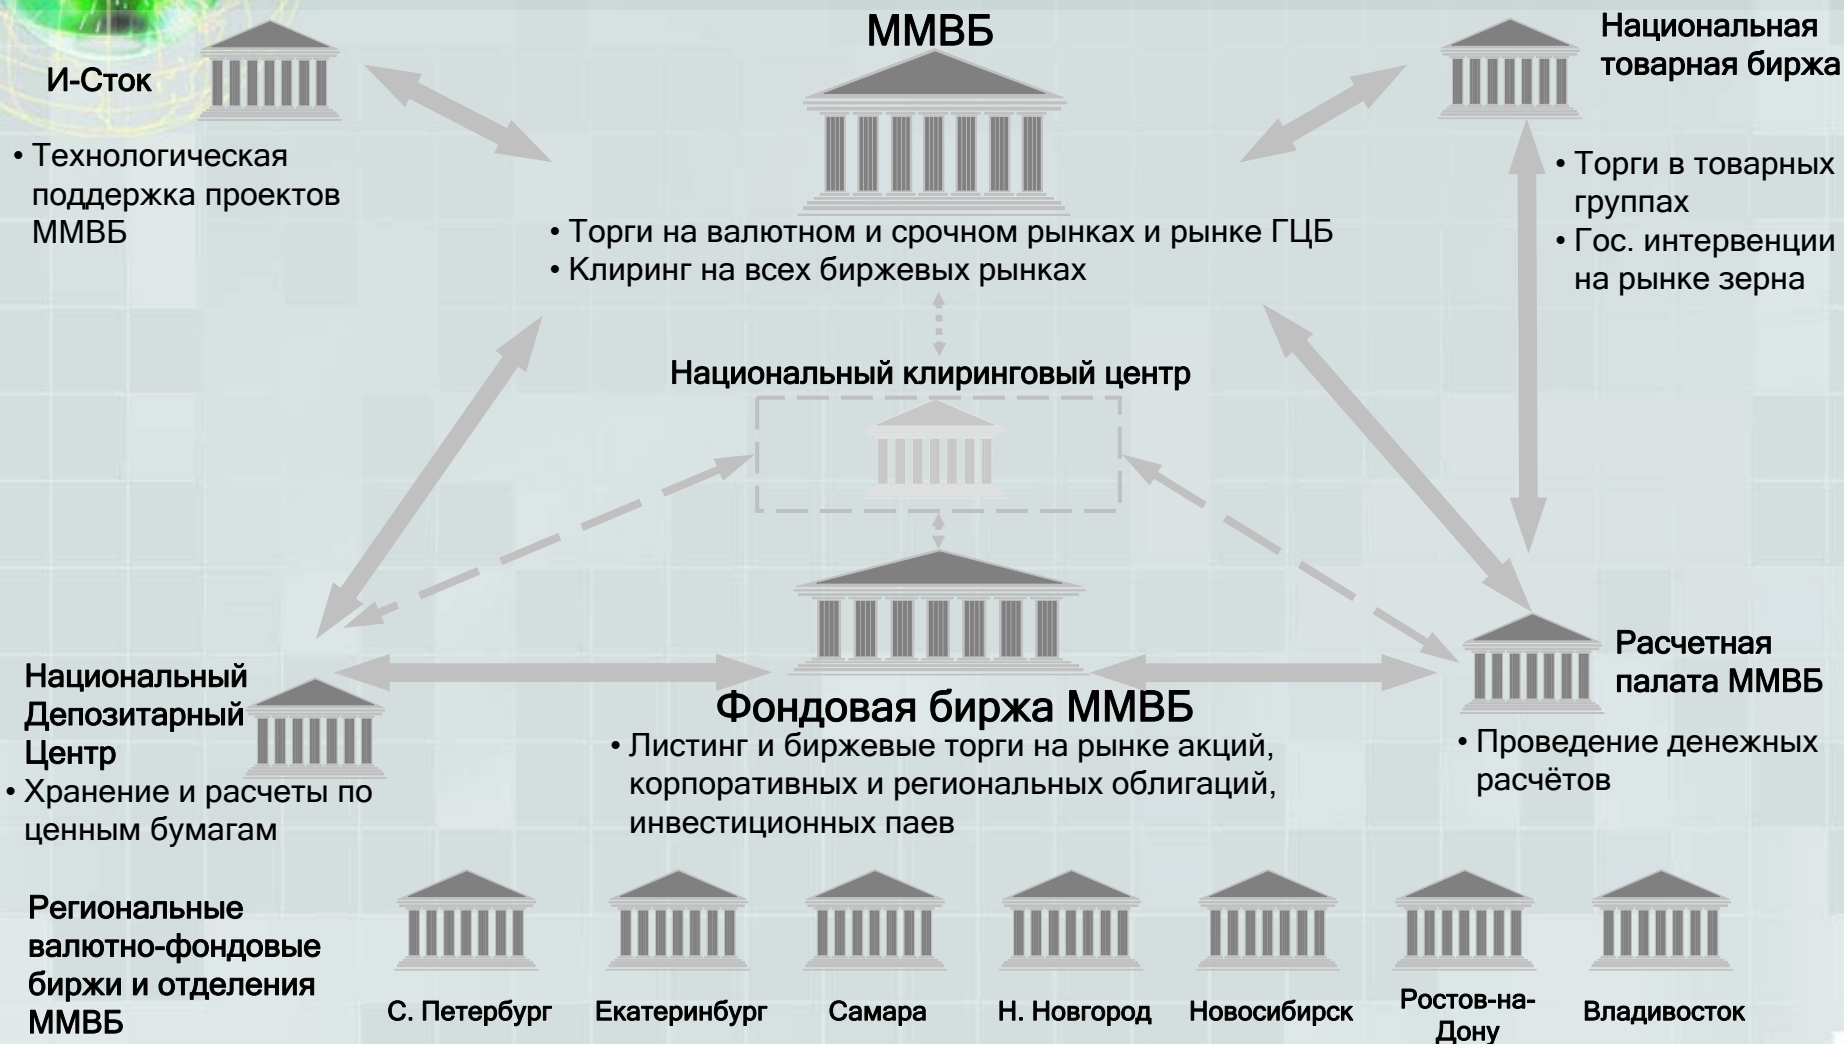 ММВБ
И-Сток
• Технологическая
поддержка проектов
ММВБ
Национальная
товарная биржа
• Торги в товарных
группах
• Гос. интервенции
на рынке зерна
• Торги на валютном и срочном рынках и рынке ГЦБ
• Клиринг на всех биржевых рынках
Национальный клиринговый центр
Национальный
Депозитарный
Центр
• Хранение и расчеты по
ценным бумагам
Фондовая биржа ММВБ
• Листинг и биржевые торги на рынке акций,
корпоративных и региональных облигаций,
инвестиционных паев
Расчетная
палата ММВБ
• Проведение денежных
расчётов
Региональные
валютно-фондовые
биржи и отделения
ММВБ
С. Петербург
Екатеринбург
Самара
Н. Новгород
Новосибирск
Ростов-на-
Дону
Владивосток